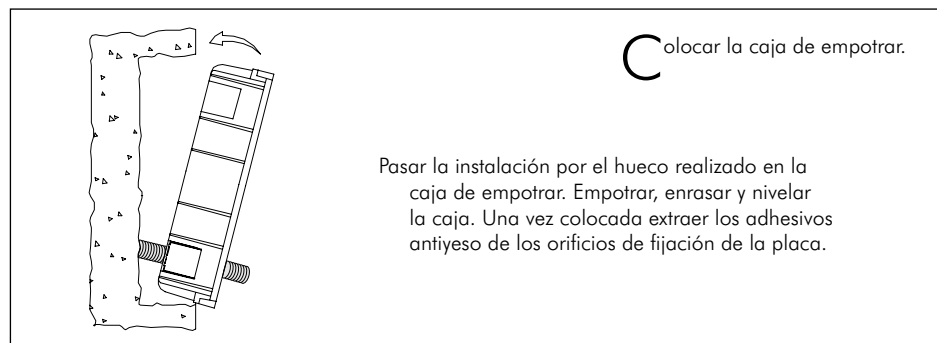 Colocar la caja de empotrar.
Pasar la instalación por el hueco realizado en la
caja de empotrar. Empotrar, enrasar y nivelar
la caja. Una vez colocada extraer los adhesivos
antiyeso de los orificios de fijación de la placa.